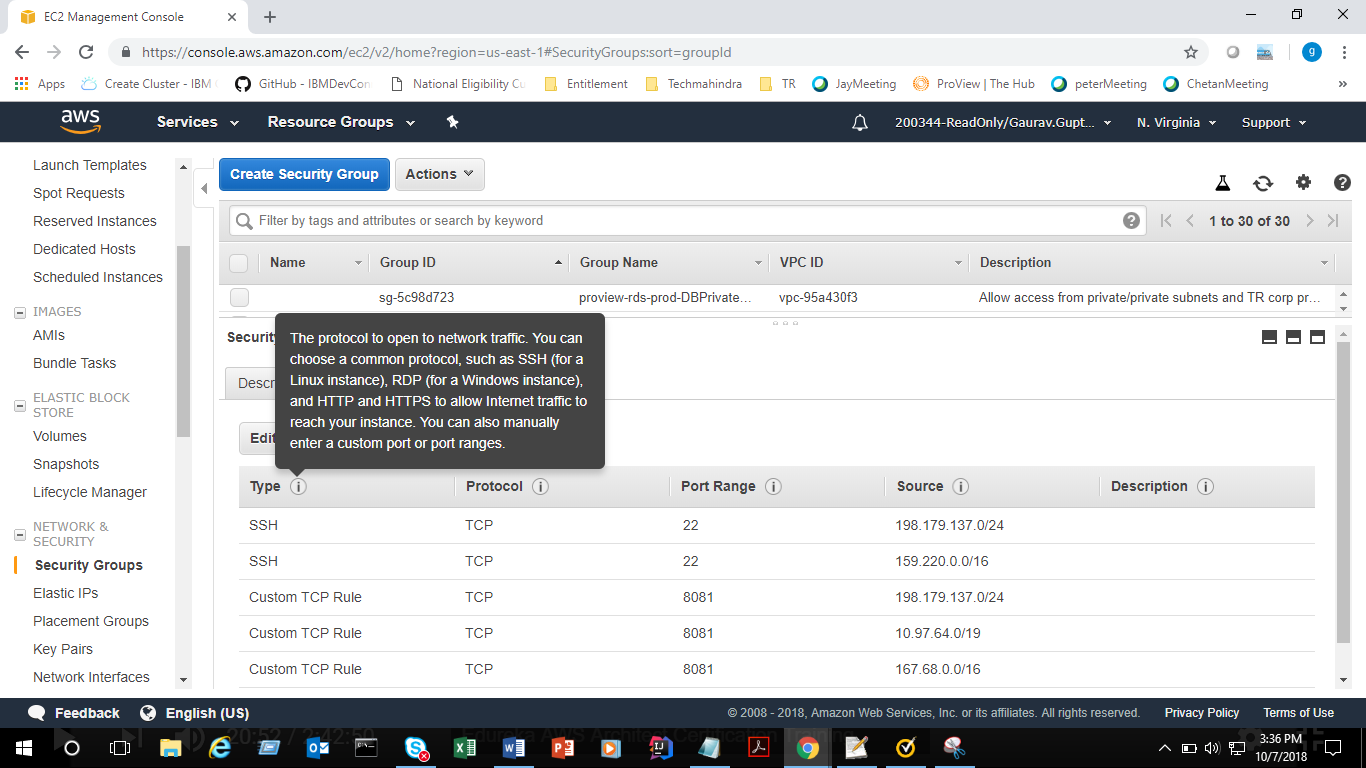 EC2 Management Console
https://console.aws.amazon.com/ec2/v2/home?region=us-east-1#SecurityGroups:sort=groupId
g
Apps
Create Cluster - IBM
GitHub - IBMDevCon
National Eligibility Cu
Entitlement
Techmahindra
TR
JayMeeting
ProView | The Hub
peterMeeting
ChetanMeeting
aws
Services
Resource Groups
200344-ReadOnly/Gaurav.Gupt...
N. Virginia
Support
Launch Templates
Spot Requests
Reserved Instances
Dedicated Hosts
Scheduled Instances
IMAGES
AMIs
Bundle Tasks
ELASTIC BLOCK
STORE
Volumes
Snapshots
Lifecycle Manager
NETWORK &
SECURITY
Security Groups
Elastic IPs
Placement Groups
Key Pairs
Network Interfaces
Create Security Group
Actions
Filter by tags and attributes or search by keyword
1 to 30 of 30
Name
Group ID
Group Name
VPC ID
Description
sg-5c98d723
proview-rds-prod-DBPrivate...
vpc-95a430f3
Allow access from private/private subnets and TR corp pr...
Security
Descr
Edit
The protocol to open to network traffic. You can
choose a common protocol, such as SSH (for a
Linux instance), RDP (for a Windows instance),
and HTTP and HTTPS to allow Internet traffic to
reach your instance. You can also manually
enter a custom port or port ranges.
Type
Protocol
Port Range
Source
Description
SSH TCP 22 198.179.137.0/24
SSH TCP 22 159.220.0.0/16
Custom TCP Rule TCP 8081 198.179.137.0/24
Custom TCP Rule TCP 8081 10.97.64.0/19
Custom TCP Rule TCP 8081 167.68.0.0/16
Feedback
English (US)
© 2008 - 2018, Amazon Web Services, Inc. or its affiliates. All rights reserved.
Privacy Policy
Terms of Use
3:36 PM
10/7/2018